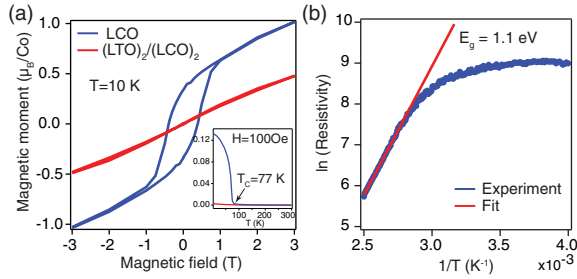 (a)
LCO
(LTO)2/(LCO)2
T=10 K
Magnetic moment (μB/Co)
1.0
0.5
0.0
-0.5
-1.0
-3
-2
-1
0
1
2
3
Magnetic field (T)
H=100Oe
TC=77 K
0.12
0.08
0.04
0.00
100
200
300
T (K)
(b)
Eg = 1.1 eV
ln (Resistivity)
10
9
8
7
6
5
Experiment
Fit
2.5
3.0
3.5
4.0
x10-3
1/T (K-1)